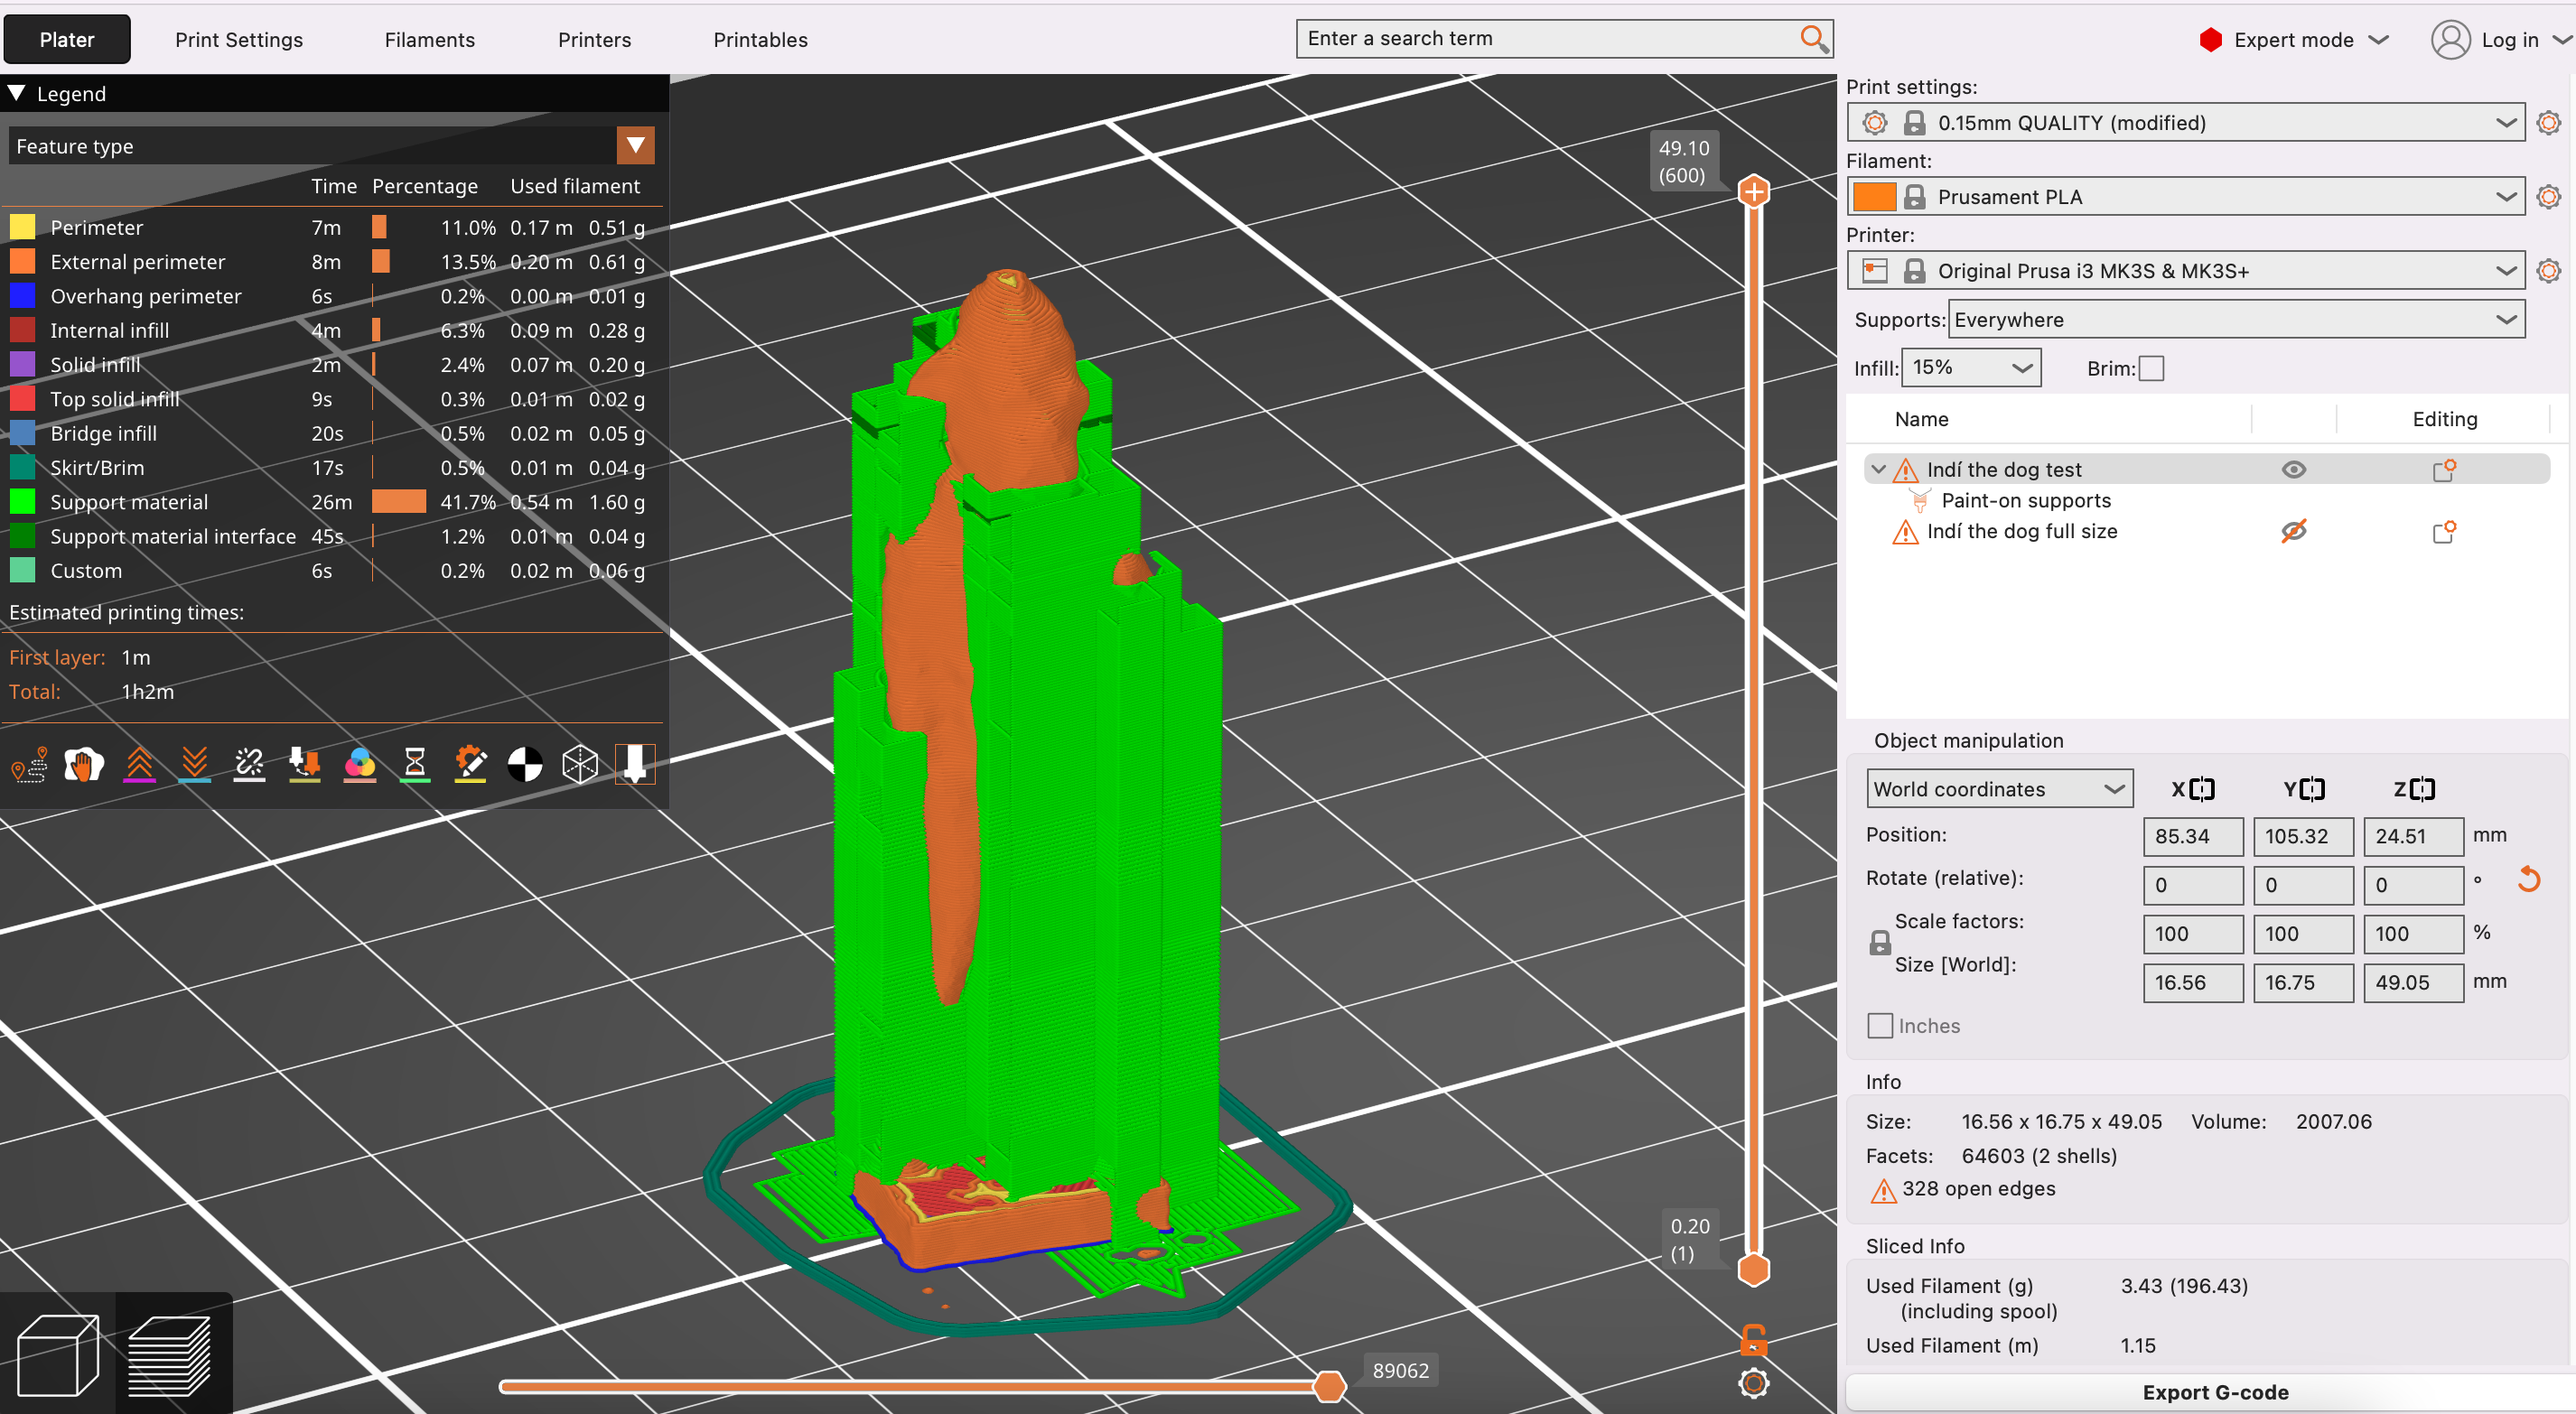 Plater Print Settings Filaments Printers Printables Enter a search term Expert mode Log in
Legend
Feature type
Time Percentage Used filament
Perimeter 7m 11.0% 0.17 m 0.51 g
External perimeter 8m 13.5% 0.20 m 0.61 g
Overhang perimeter 6s 0.2% 0.00 m 0.01 g
Internal infill 4m 6.3% 0.09 m 0.28 g
Solid infill 2m 2.4% 0.07 m 0.20 g
Top solid infill 9s 0.3% 0.01 m 0.02 g
Bridge infill 20s 0.5% 0.02 m 0.05 g
Skirt/Brim 17s 0.5% 0.01 m 0.04 g
Support material 26m 41.7% 0.54 m 1.60 g
Support material interface 45s 1.2% 0.01 m 0.04 g
Custom 6s 0.2% 0.02 m 0.06 g
Estimated printing times:
First layer: 1m
Total: 1h2m
49.10
(600)
0.20
(1)
89062
Print settings:
0.15mm QUALITY (modified)
Filament:
Prusament PLA
Printer:
Original Prusa i3 MK3S & MK3S+
Supports: Everywhere
Infill: 15% Brim:
Name Editing
Indí the dog test
Paint-on supports
Indí the dog full size
Object manipulation
World coordinates X Y Z
Position: 85.34 105.32 24.51 mm
Rotate (relative): 0 0 0 °
Scale factors: 100 100 100 %
Size [World]: 16.56 16.75 49.05 mm
Inches
Info
Size: 16.56 x 16.75 x 49.05 Volume: 2007.06
Facets: 64603 (2 shells)
328 open edges
Sliced Info
Used Filament (g) 3.43 (196.43)
(including spool)
Used Filament (m) 1.15
Export G-code